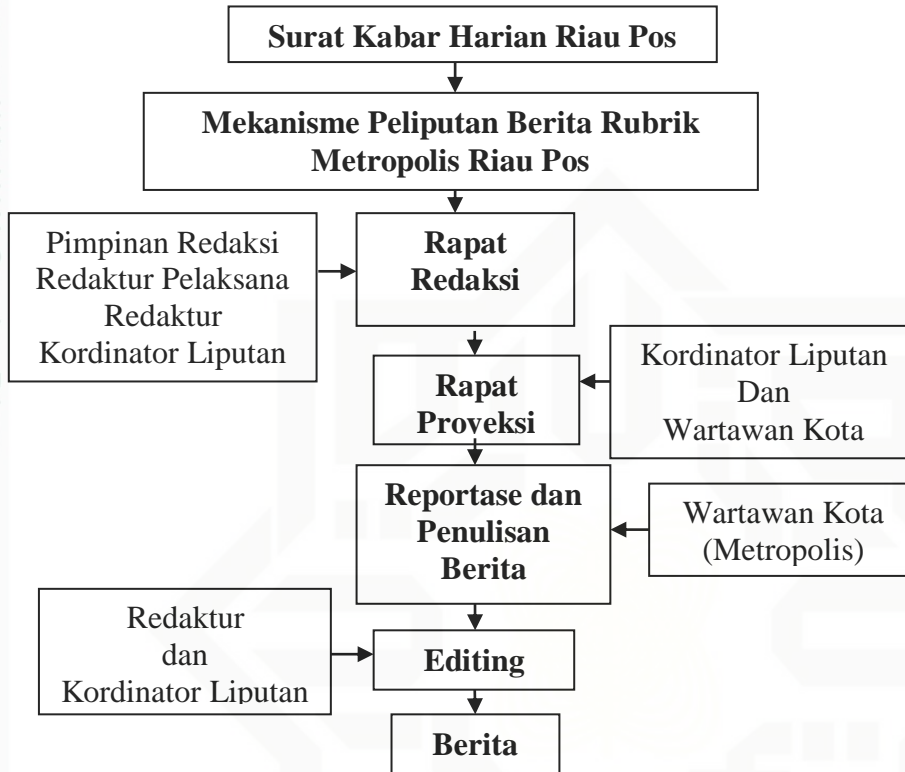 Surat Kabar Harian Riau Pos
Mekanisme Peliputan Berita Rubrik
Metropolis Riau Pos
Pimpinan Redaksi
Redaktur Pelaksana
Redaktur
Kordinator Liputan
Rapat
Redaksi
Rapat
Proveksi
Kordinator Liputan
Dan
Wartawan Kota
Reportase dan
Penulisan
Berita
Wartawan Kota
(Metropolis)
Redaktur
dan
Kordinator Liputan
Editing
Berita